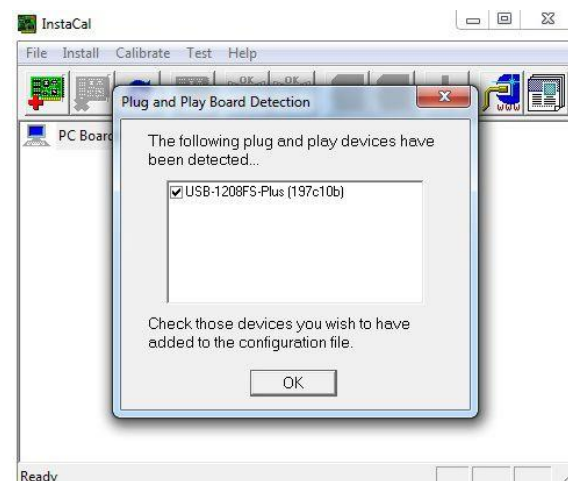 InstaCal
File Install Calibrate Test Help
Plug and Play Board Detection
PC Board
The following plug and play devices have
been detected...
USB-1208FS-Plus (197c10b)
Check those devices you wish to have
added to the configuration file.
OK
Ready